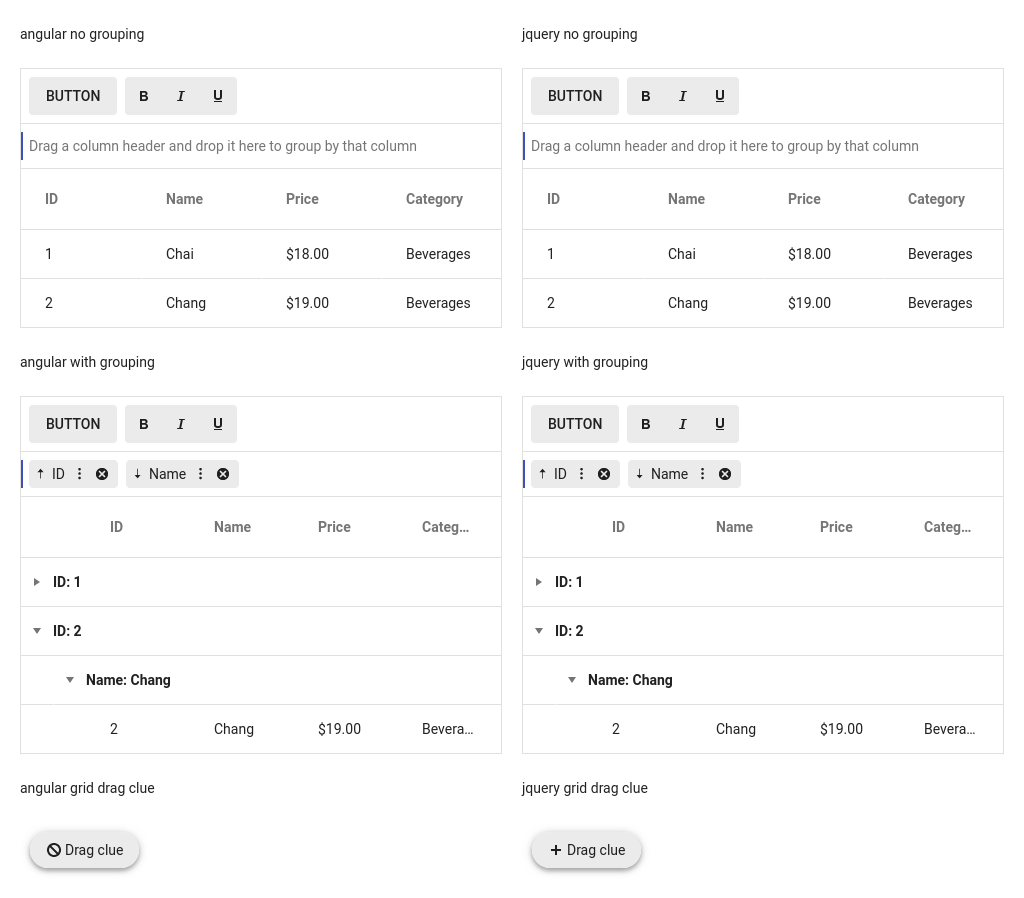 angular no grouping
jquery no grouping
BUTTON B I U
BUTTON B I U
Drag a column header and drop it here to group by that column
Drag a column header and drop it here to group by that column
ID Name Price Category
ID Name Price Category
1 Chai $18.00 Beverages
1 Chai $18.00 Beverages
2 Chang $19.00 Beverages
2 Chang $19.00 Beverages
angular with grouping
jquery with grouping
BUTTON B I U
BUTTON B I U
ID Name
ID Name
ID Name Price Categ...
ID Name Price Categ...
ID: 1
ID: 1
ID: 2
ID: 2
Name: Chang
Name: Chang
2 Chang $19.00 Bevera...
2 Chang $19.00 Bevera...
angular grid drag clue
jquery grid drag clue
Drag clue
Drag clue